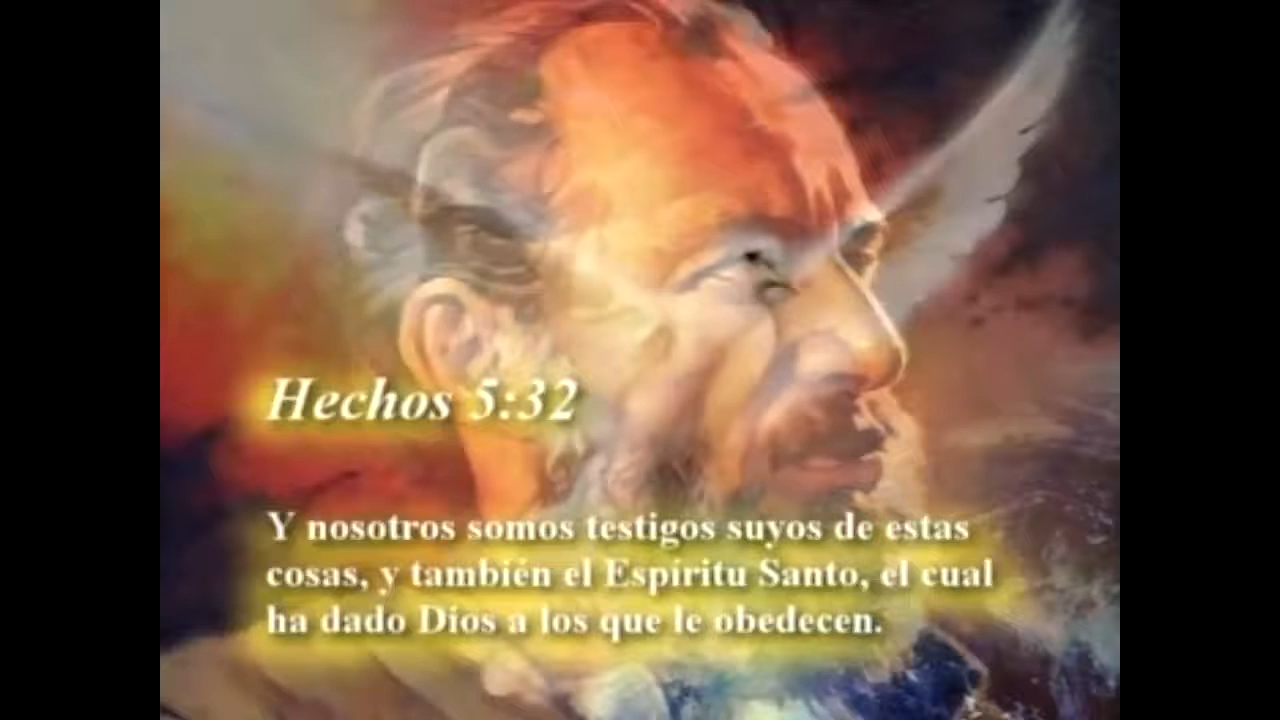 Hechos 5:32
Y nosotros somos testigos suyos de estas
cosas, y también el Espíritu Santo, el cual
ha dado Dios a los que le obedecen.